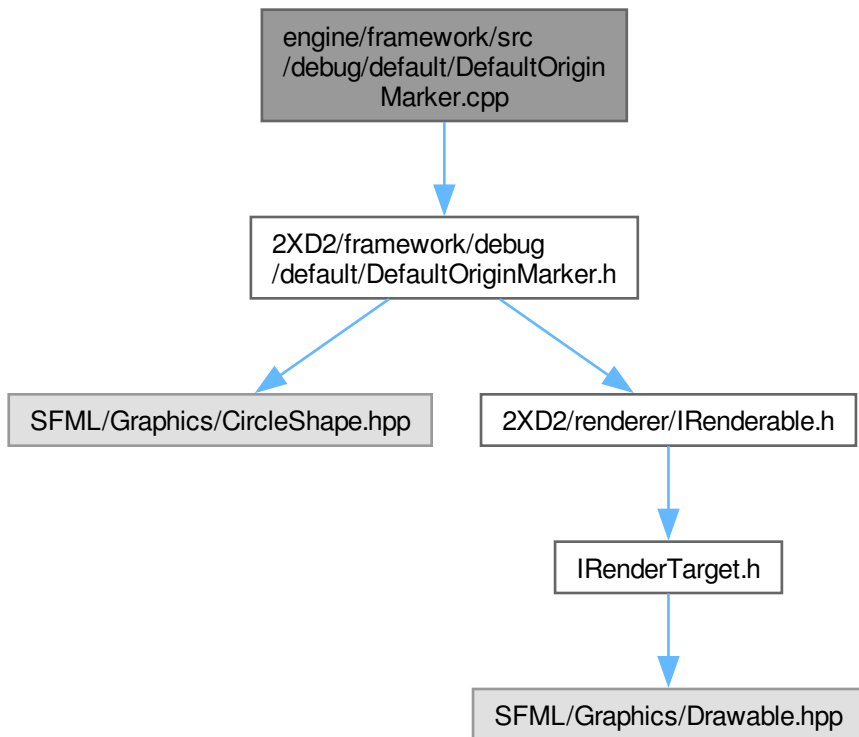 engine/framework/src
/debug/default/DefaultOrigin
Marker.cpp
2XD2/framework/debug
/default/DefaultOriginMarker.h
SFML/Graphics/CircleShape.hpp
2XD2/renderer/IRenderable.h
IRenderTarget.h
SFML/Graphics/Drawable.hpp